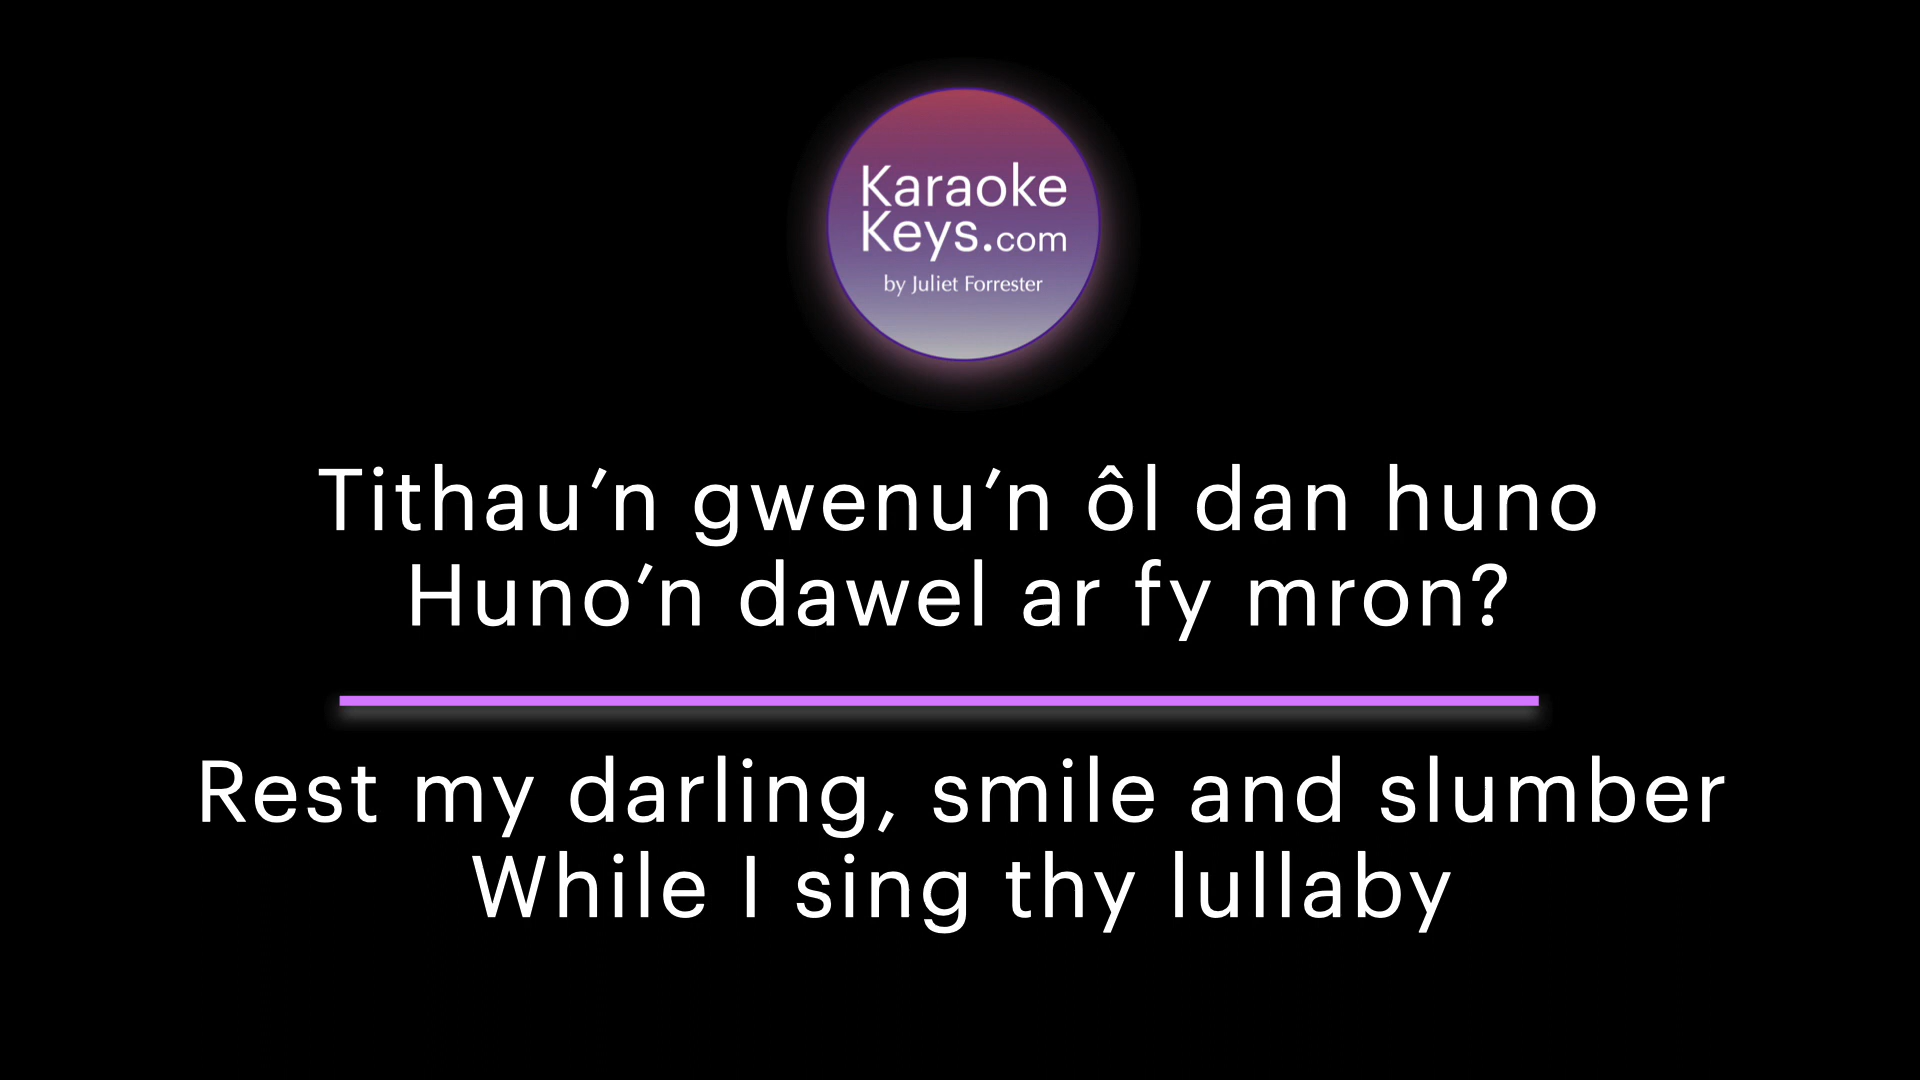 Karaoke
Keys.com
by Juliet Forrester
Tithau’n gwenu’n ôl dan huno
Huno’n dawel ar fy mron?
Rest my darling, smile and slumber
While I sing thy lullaby